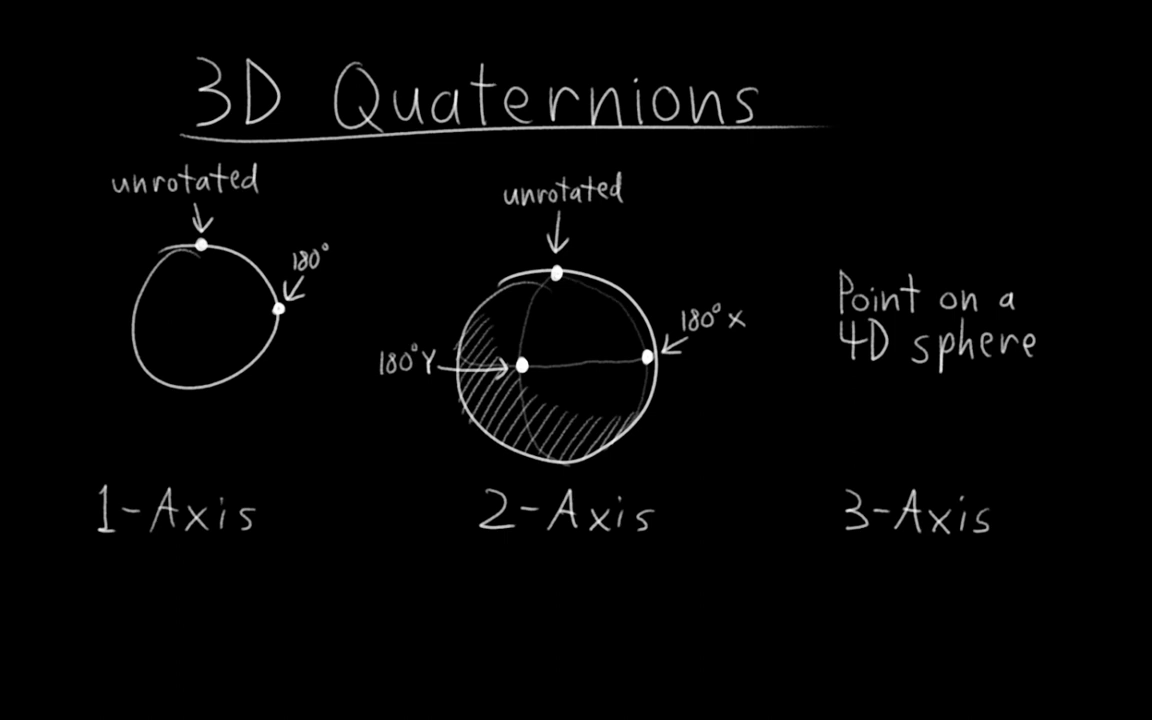 3D Quaternions
unrotated
180°
1-Axis
unrotated
180° X
180° Y
2-Axis
Point on a
4D sphere
3-Axis